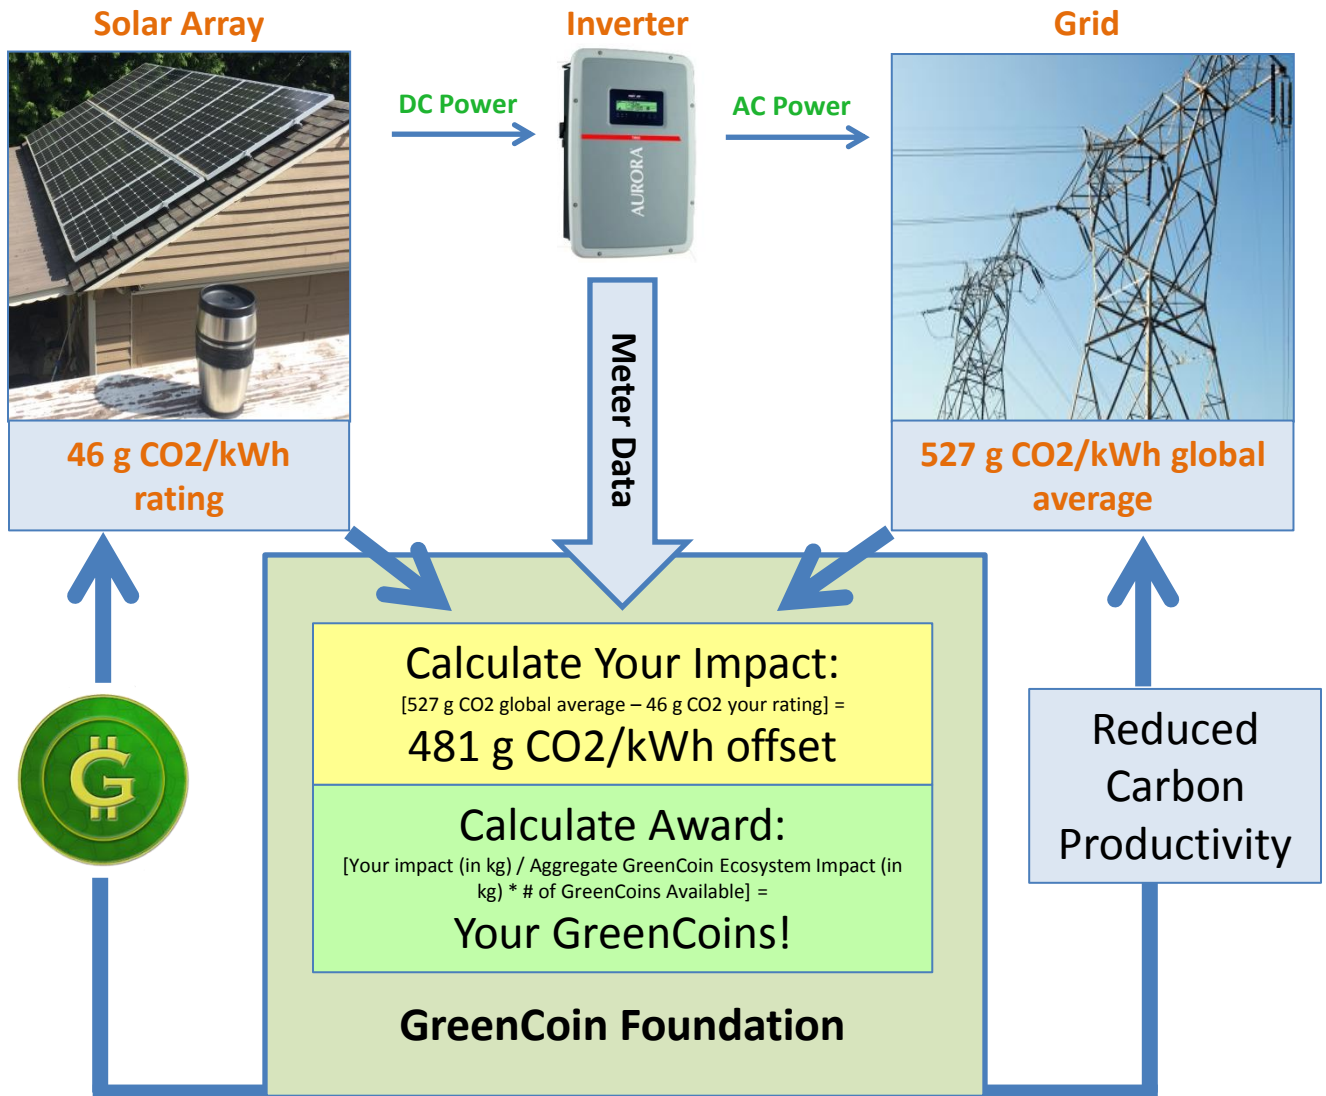 Solar Array
Inverter
Grid
DC Power
AC Power
AURORA
Meter Data
46 g CO2/kWh
rating
527 g CO2/kWh global
average
Calculate Your Impact:
[527 g CO2 global average – 46 g CO2 your rating] =
481 g CO2/kWh offset
Calculate Award:
[Your impact (in kg) / Aggregate GreenCoin Ecosystem Impact (in
kg) * # of GreenCoins Available] =
Your GreenCoins!
GreenCoin Foundation
G
Reduced
Carbon
Productivity